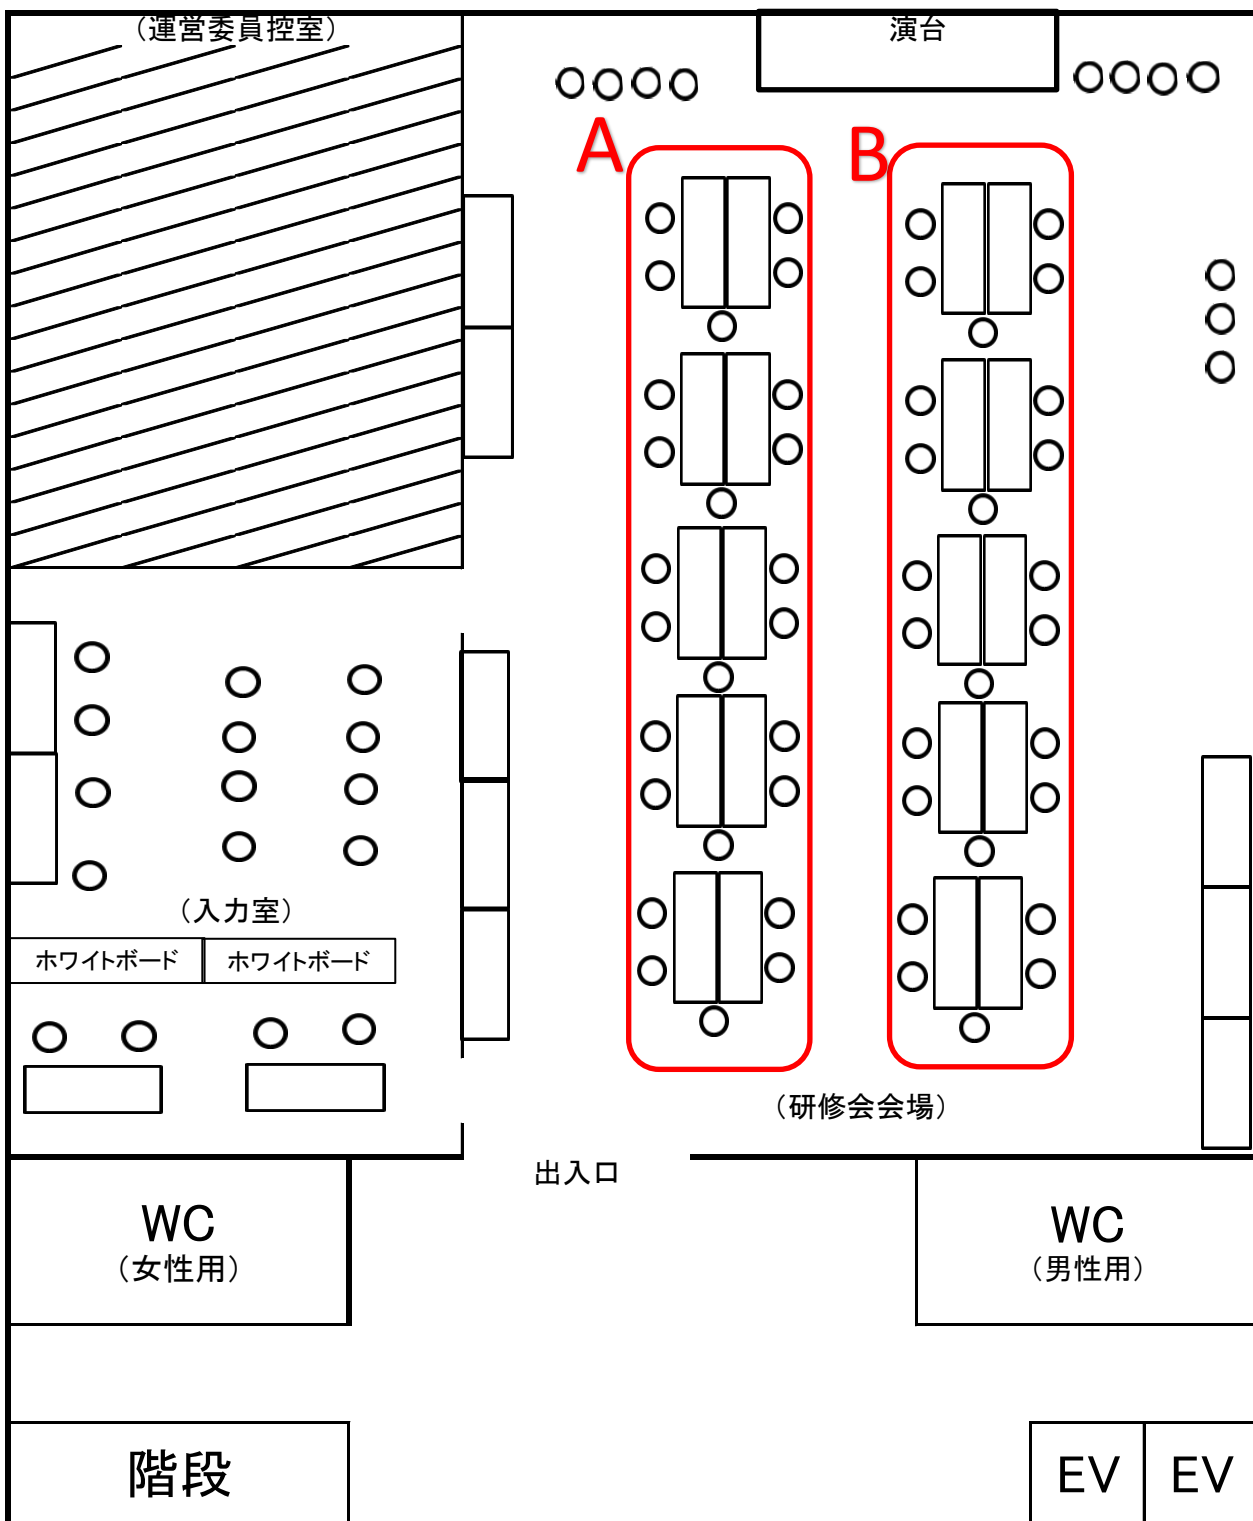 （運営委員控室）
演台
A
B
（入力室）
ホワイトボード
ホワイトボード
（研修会会場）
出入口
WC
（女性用）
WC
（男性用）
階段
EV
EV